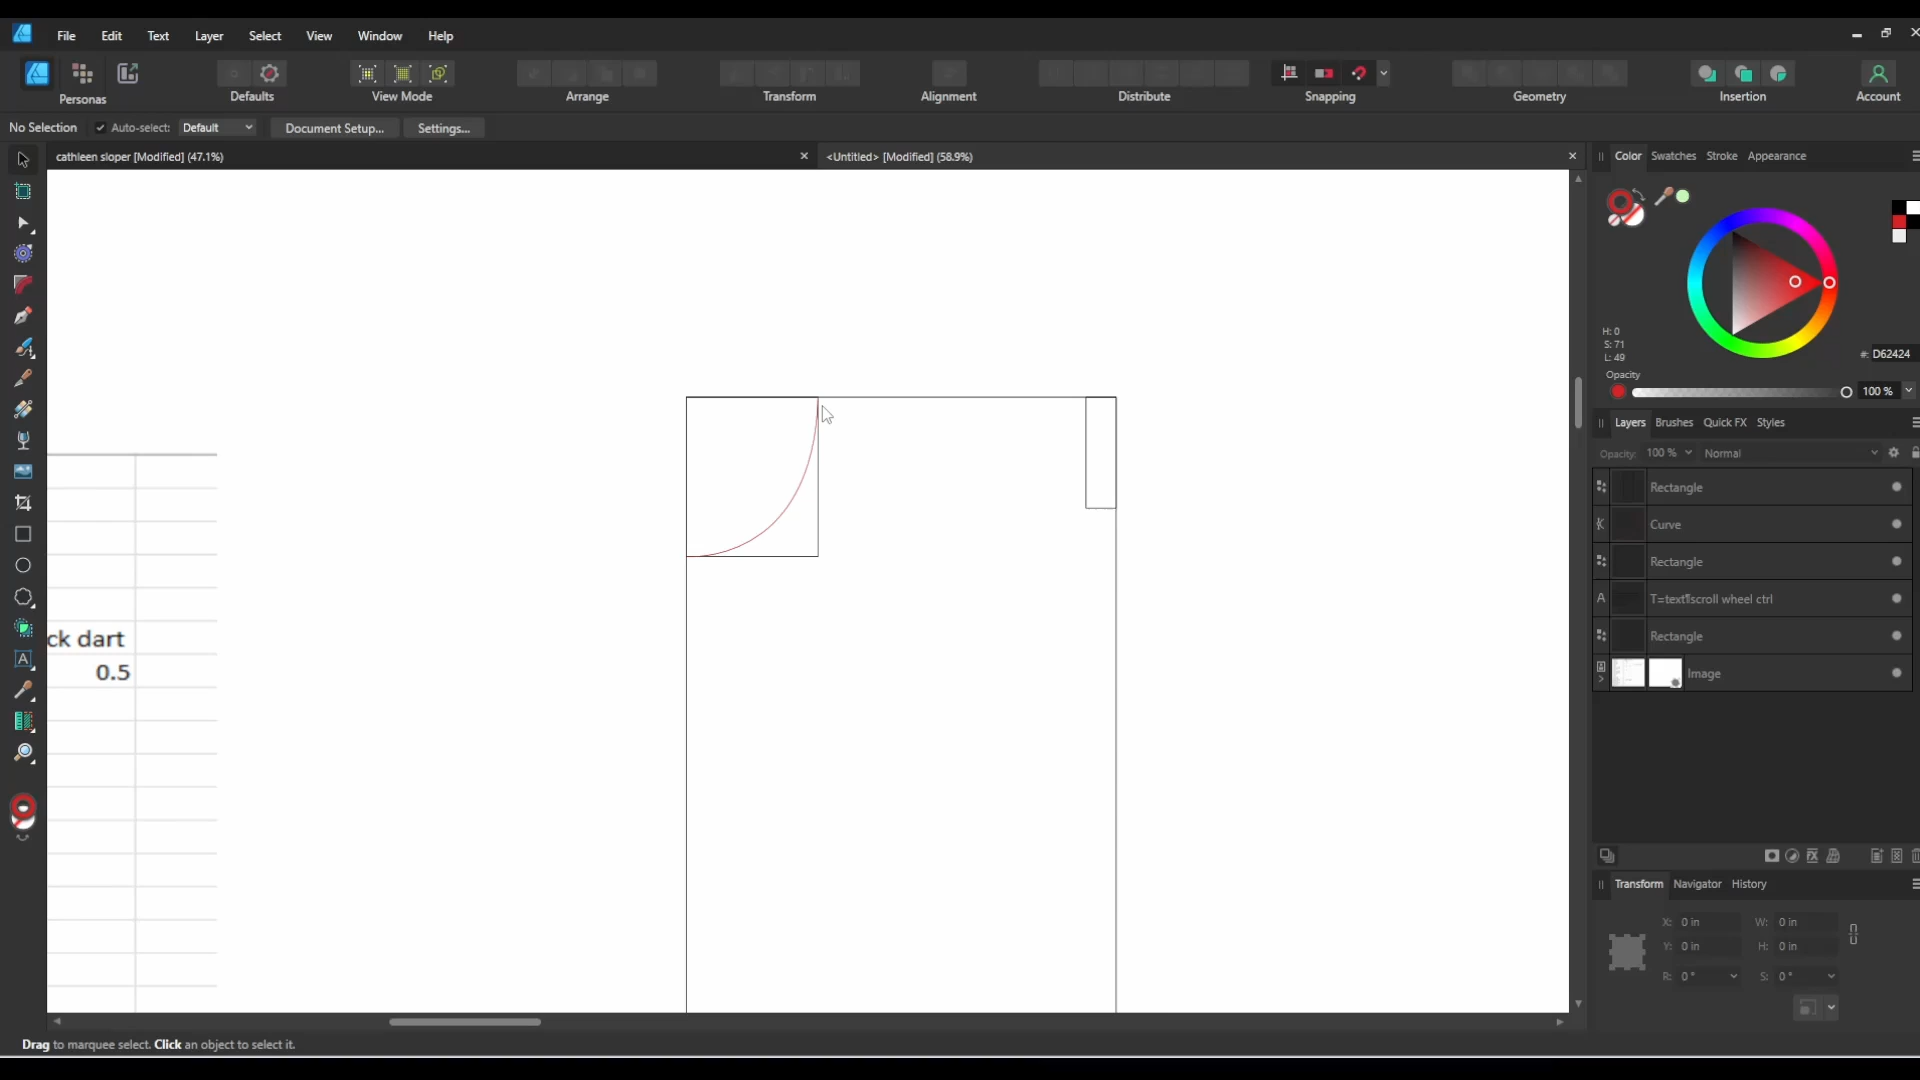 File Edit Text Layer Select View Window Help
Personas Defaults View Mode Arrange Transform Alignment Distribute Snapping Geometry Insertion Account
No Selection Auto-select: Default Document Setup... Settings...
cathleen sloper [Modified] (47.1%)
<Untitled> [Modified] (58.9%)
Color Swatches Stroke Appearance
H: 0
S: 71
L: 49
#: D62424
Opacity
100 %
Layers Brushes Quick FX Styles
Opacity: 100 % Normal
Rectangle
Curve
Rectangle
A T=text¶scroll wheel ctrl
Rectangle
Image
ck dart
0.5
Transform Navigator History
X: 0 in W: 0 in
Y: 0 in H: 0 in
R: 0 ° S: 0 °
Drag to marquee select. Click an object to select it.